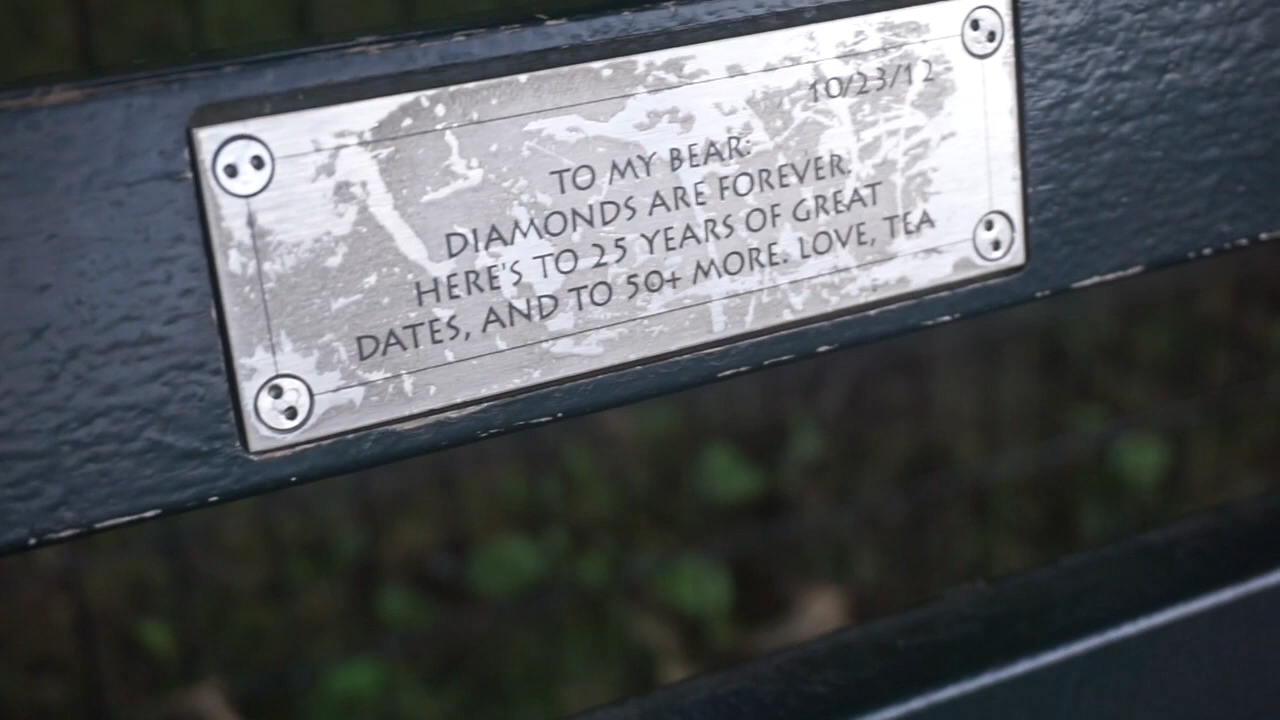 10/23/12
TO MY BEAR:
DIAMONDS ARE FOREVER.
HERE'S TO 25 YEARS OF GREAT
DATES, AND TO 50+ MORE. LOVE, TEA